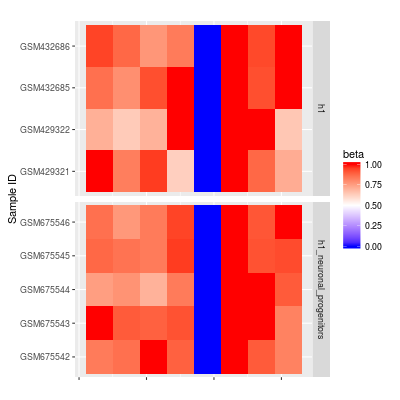 GSM432686
GSM432685
GSM429322
GSM429321
h1
GSM675546
GSM675545
GSM675544
GSM675543
GSM675542
h1_neuronal_progenitors
Sample ID
beta
1.00
0.75
0.50
0.25
0.00